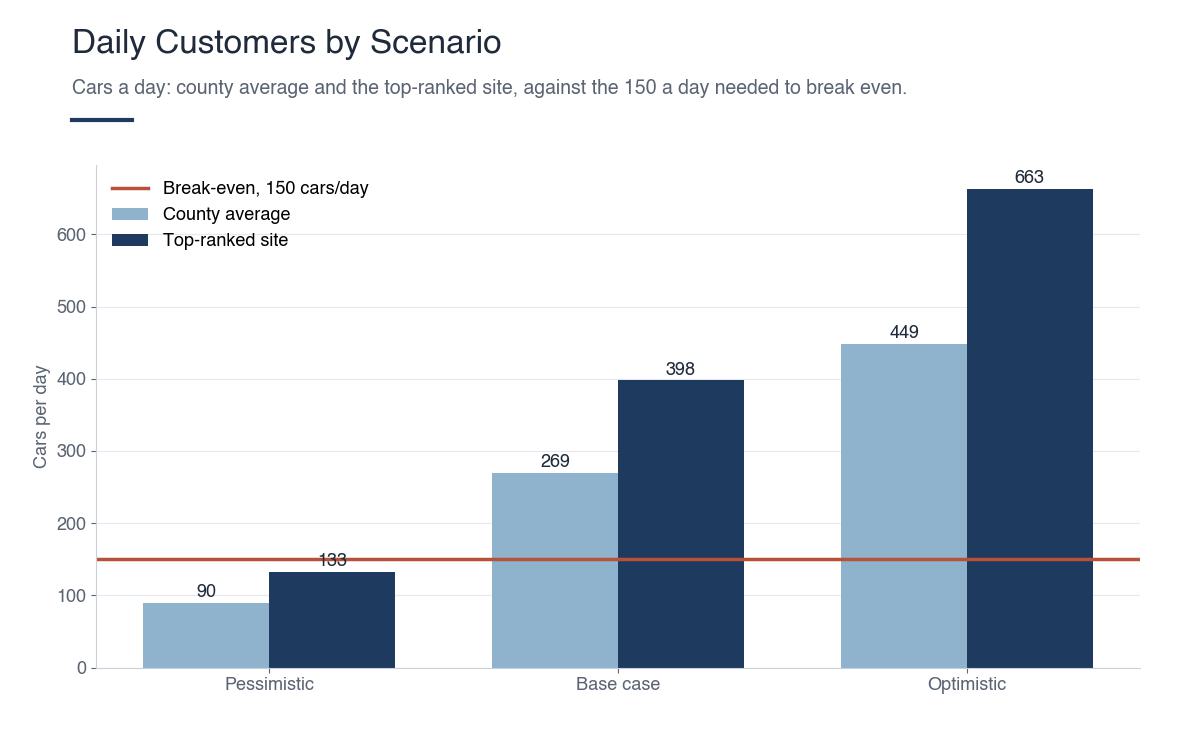 Daily Customers by Scenario
Cars a day: county average and the top-ranked site, against the 150 a day needed to break even.
Break-even, 150 cars/day
County average
Top-ranked site
Cars per day
600
500
400
300
200
100
0
90
133
269
398
449
663
Pessimistic
Base case
Optimistic